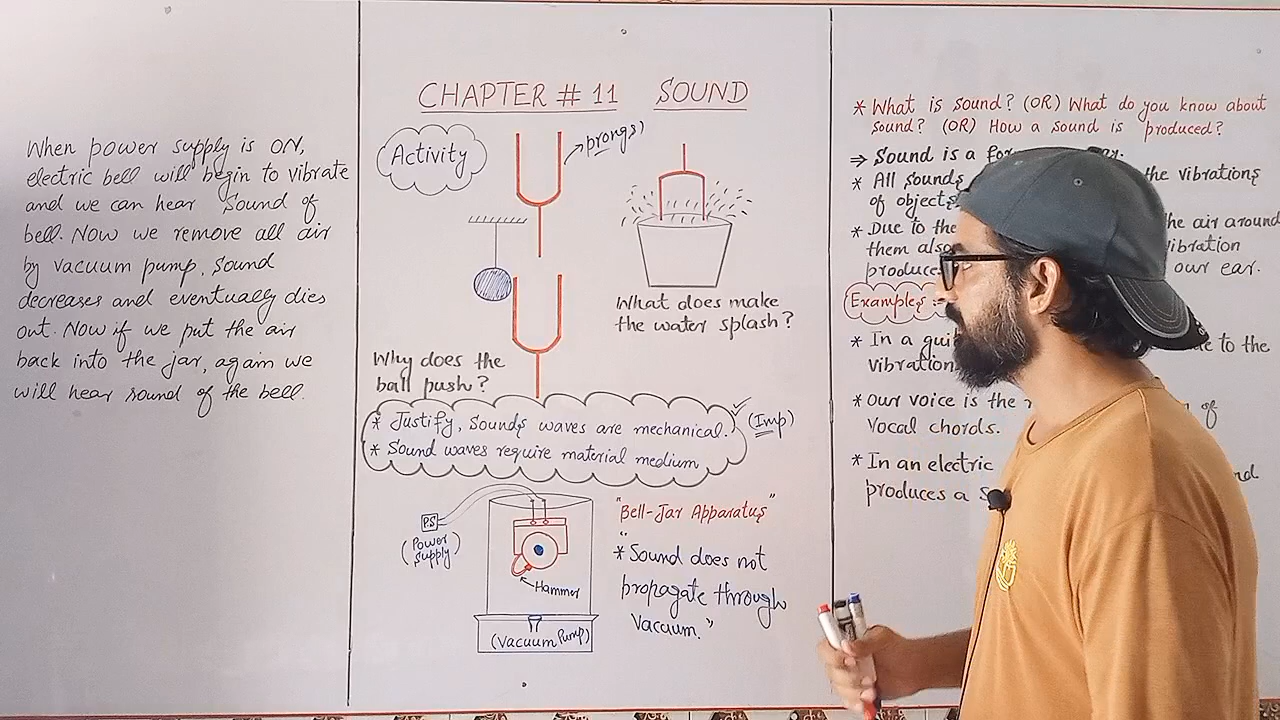 When power supply is ON,
electric bell will begin to vibrate
and we can hear sound of
bell. Now we remove all air
by vacuum pump, sound
decreases and eventually dies
out. Now if we put the air
back into the jar, again we
will hear sound of the bell.
CHAPTER # 11 SOUND
Activity
prongs)
What does make
the water splash?
Why does the
ball push?
* Justify, Sounds waves are mechanical. (Imp)
* Sound waves require material medium
PS
(Power
supply)
Hammer
(Vacuum Pump)
"Bell-Jar Apparatus"
"
* Sound does not
propagate through
vacuum."
* What is sound? (OR) What do you know about
sound? (OR) How a sound is produced?
⇒ Sound is a
* All sounds the vibrations
of objects
* Due to the the air around
them also vibration
produces our ear.
Examples:
* In a to the
vibration
* our voice is the of
Vocal chords.
* In an electric
produces a